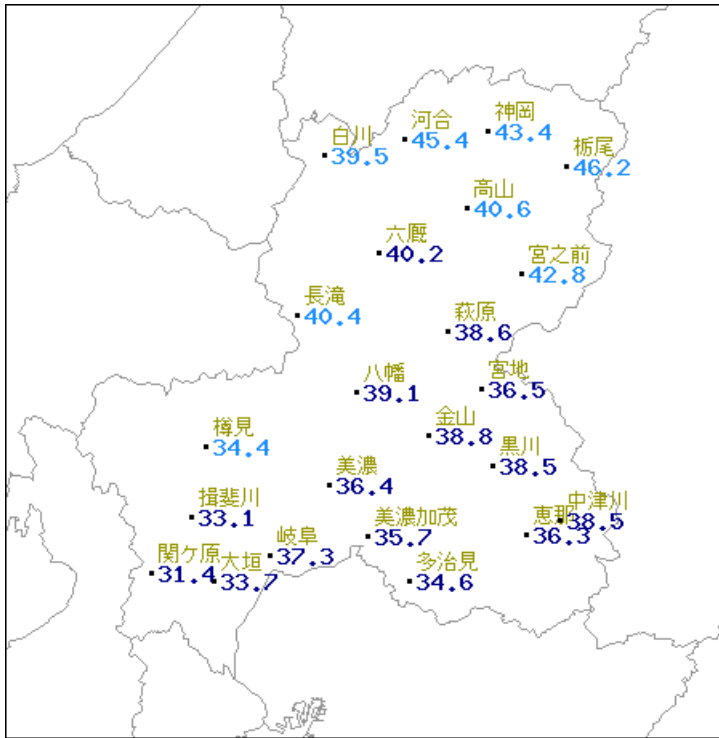 神岡
43.4
河合
45.4
白川
39.5
栃尾
46.2
高山
40.6
六厩
40.2
宮之前
42.8
長滝
40.4
萩原
38.6
八幡
39.1
宮地
36.5
金山
38.8
樽見
34.4
黒川
38.5
美濃
36.4
揖斐川
33.1
中津川
38.5
美濃加茂
35.7
恵那
36.3
岐阜
37.3
関ケ原
31.4
大垣
33.7
多治見
34.6